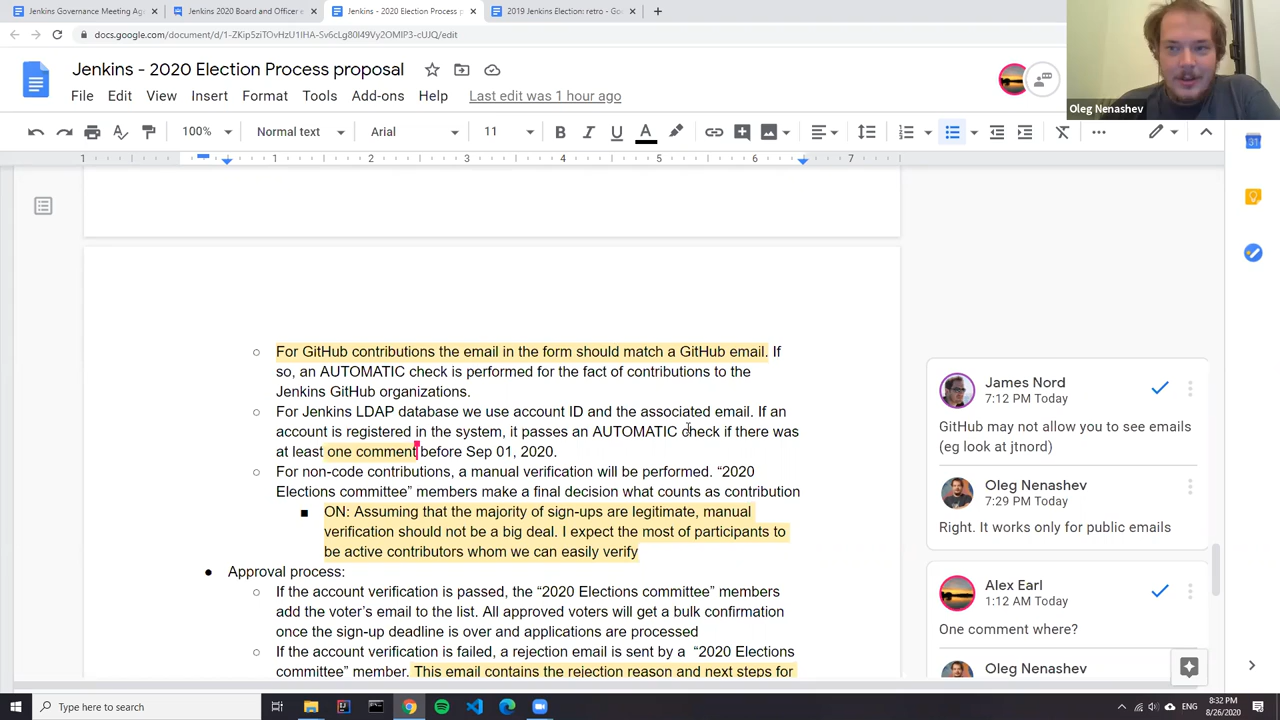 Jenkins Governance Meeting Ag
Jenkins 2020 Board and Officer e
Jenkins - 2020 Election Process p
2019 Jenkins Election: retro - Go
docs.google.com/document/d/1-ZKip5ziTOvHzU1IHA-Sv6cLg80l49Vy2OMIP3-cUJQ/edit
Jenkins - 2020 Election Process proposal
File Edit View Insert Format Tools Add-ons Help Last edit was 1 hour ago
Oleg Nenashev
100% Normal text Arial 11 B I U A
1 1 2 3 4 5 6 7
31
For GitHub contributions the email in the form should match a GitHub email. If
so, an AUTOMATIC check is performed for the fact of contributions to the
Jenkins GitHub organizations.
For Jenkins LDAP database we use account ID and the associated email. If an
account is registered in the system, it passes an AUTOMATIC check if there was
at least one comment before Sep 01, 2020.
For non-code contributions, a manual verification will be performed. “2020
Elections committee” members make a final decision what counts as contribution
ON: Assuming that the majority of sign-ups are legitimate, manual
verification should not be a big deal. I expect the most of participants to
be active contributors whom we can easily verify
Approval process:
If the account verification is passed, the “2020 Elections committee” members
add the voter’s email to the list. All approved voters will get a bulk confirmation
once the sign-up deadline is over and applications are processed
If the account verification is failed, a rejection email is sent by a “2020 Elections
committee” member. This email contains the rejection reason and next steps for
James Nord
7:12 PM Today
GitHub may not allow you to see emails
(eg look at jtnord)
Oleg Nenashev
7:29 PM Today
Right. It works only for public emails
Alex Earl
1:12 AM Today
One comment where?
Oleg Nenashev
Type here to search
ENG
8:32 PM
8/26/2020